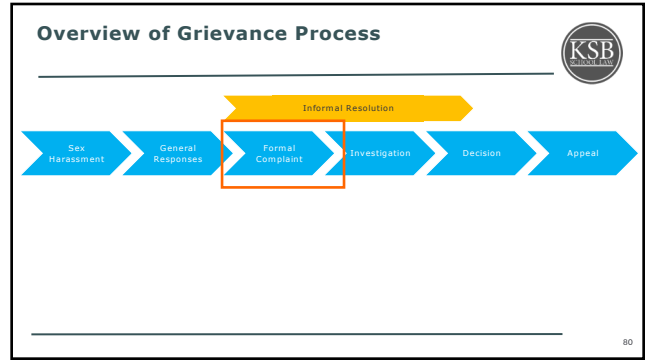 Overview of Grievance Process
KSB
SCHOOL LAW
Informal Resolution
Sex
Harassment
General
Responses
Formal
Complaint
Investigation
Decision
Appeal
80